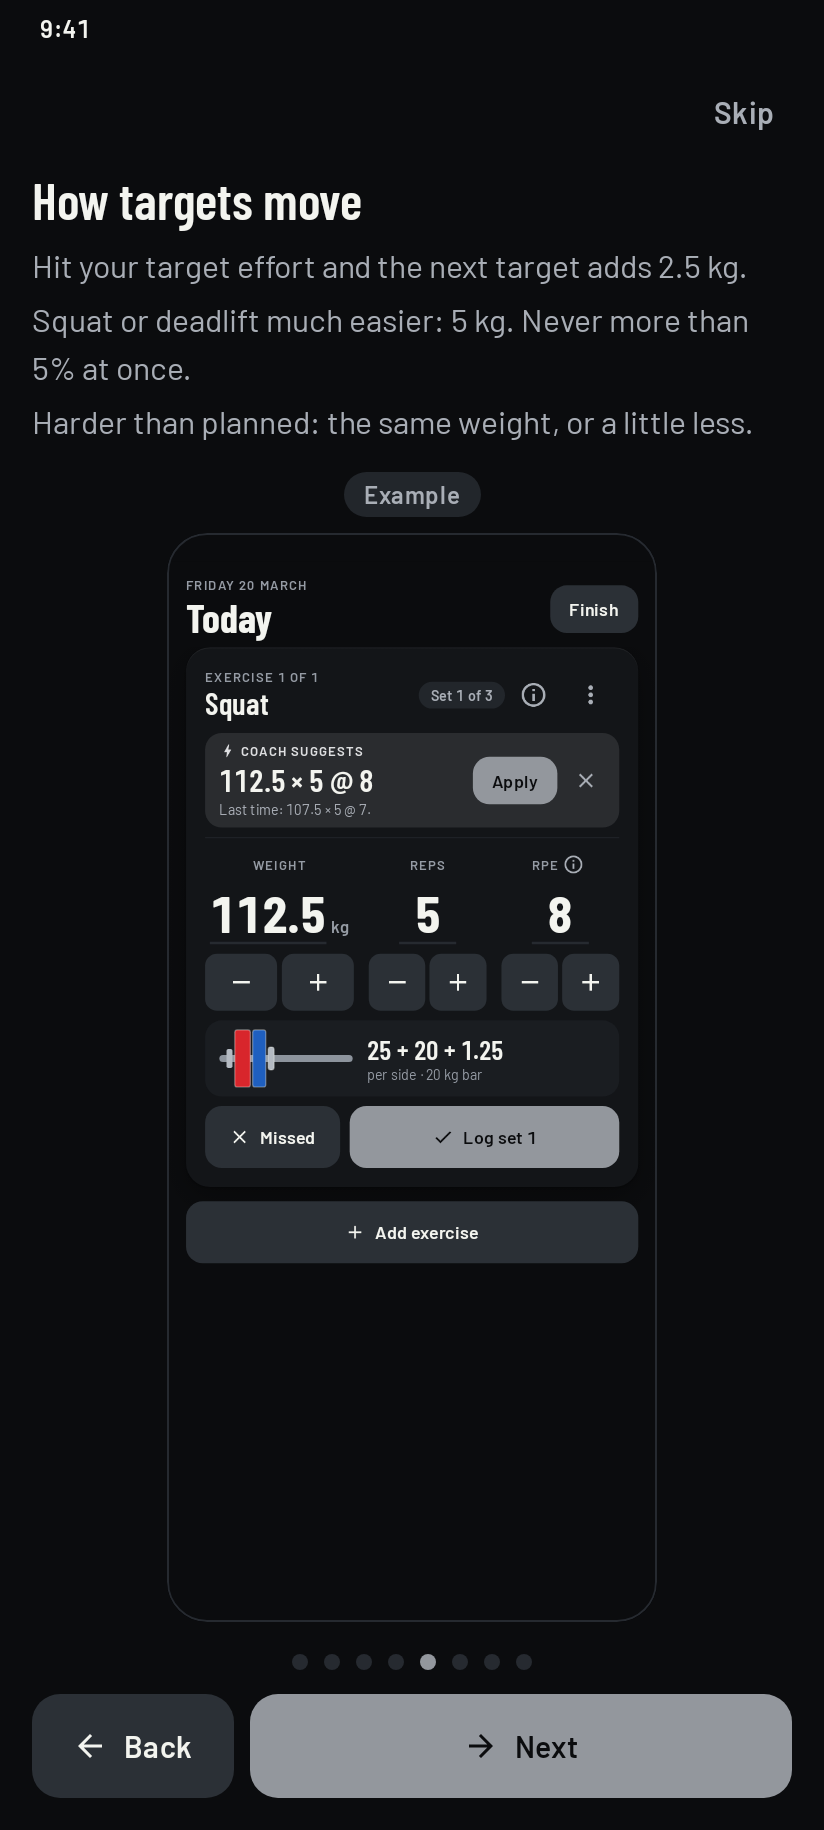 9:41
Skip
How targets move
Hit your target effort and the next target adds 2.5 kg.
Squat or deadlift much easier: 5 kg. Never more than
5% at once.
Harder than planned: the same weight, or a little less.
Example
FRIDAY 20 MARCH
Today
Finish
EXERCISE 1 OF 1
Squat
Set 1 of 3
COACH SUGGESTS
112.5 × 5 @ 8
Apply
Last time: 107.5 × 5 @ 7.
WEIGHT REPS RPE
112.5 kg 5 8
25 + 20 + 1.25
per side · 20 kg bar
Missed
Log set 1
Add exercise
Back
Next